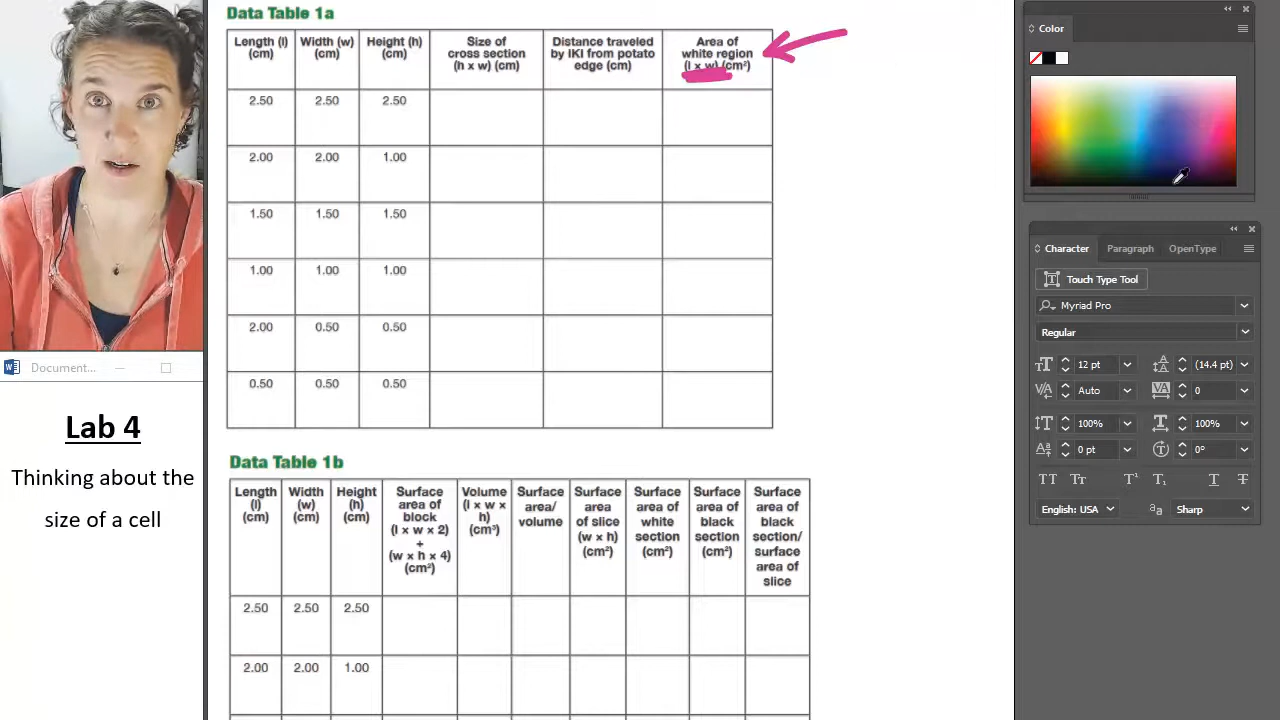 Data Table 1a
Length (l) (cm)
Width (w) (cm)
Height (h) (cm)
Size of cross section (h x w) (cm)
Distance traveled by IKI from potato edge (cm)
Area of white region (l x w) (cm²)
2.50 2.50 2.50
2.00 2.00 1.00
1.50 1.50 1.50
1.00 1.00 1.00
2.00 0.50 0.50
0.50 0.50 0.50
Data Table 1b
Length (l) (cm)
Width (w) (cm)
Height (h) (cm)
Surface area of block (l x w x 2) + (w x h x 4) (cm²)
Volume (l x w x h) (cm³)
Surface area/ volume
Surface area of slice (w x h) (cm²)
Surface area of white section (cm²)
Surface area of black section (cm²)
Surface area of black section/ surface area of slice
2.50 2.50 2.50
2.00 2.00 1.00
Document...
Lab 4
Thinking about the
size of a cell
Color
Character Paragraph OpenType
Touch Type Tool
Myriad Pro
Regular
12 pt (14.4 pt)
Auto 0
100% 100%
0 pt 0°
TT Tr T¹ T₁ T T
English: USA aa Sharp